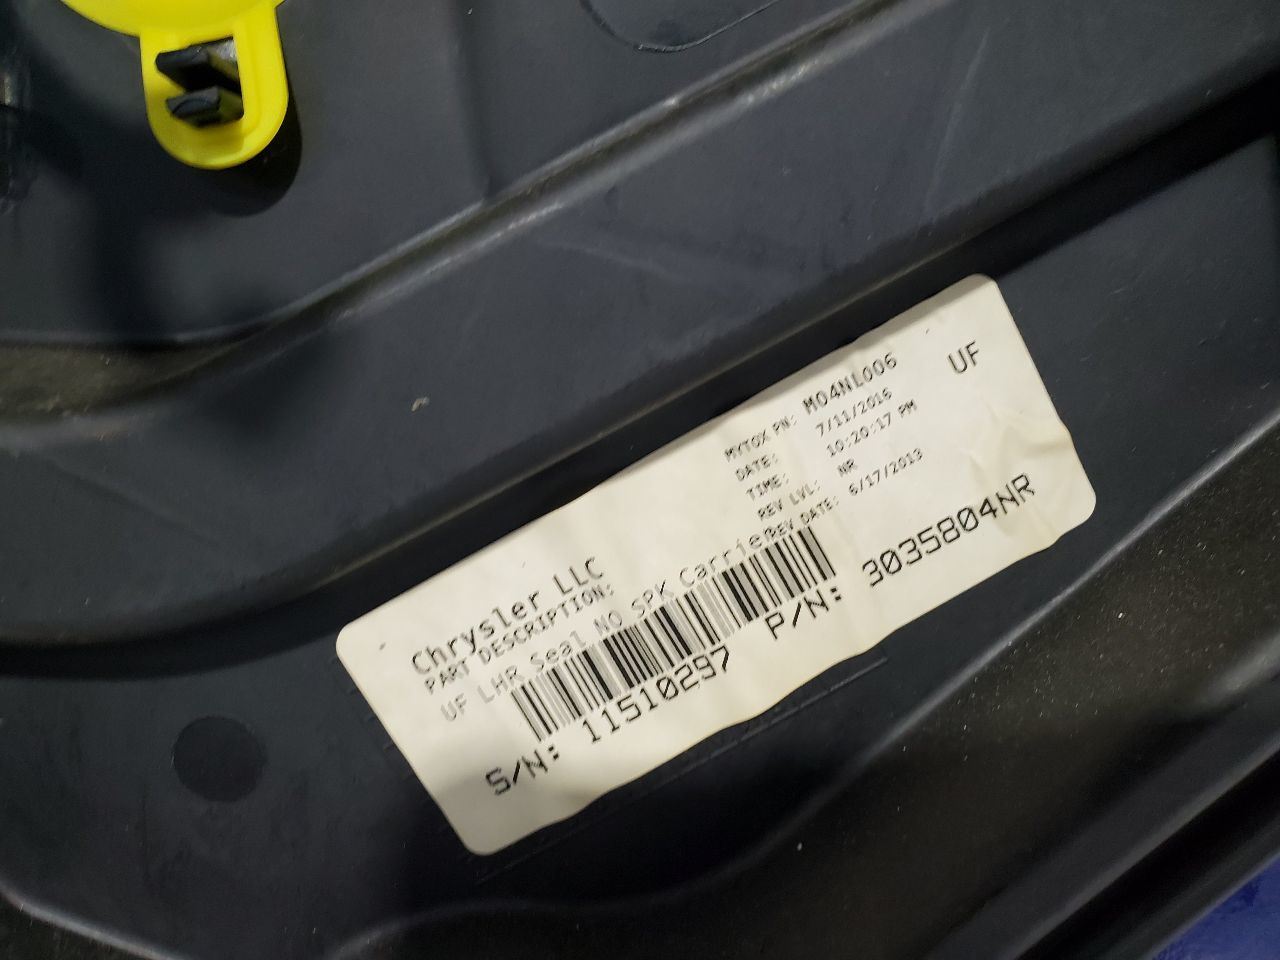 Chrysler LLC
PART DESCRIPTION:
UF LHR Seal NO SPK Carrier
MYTOX PN: M04NL006
DATE: 7/11/2016
TIME: 10:20:17 PM
REV LVL: NR
REV DATE: 6/17/2013
UF
S/N: 11510297 P/N: 3035804NR